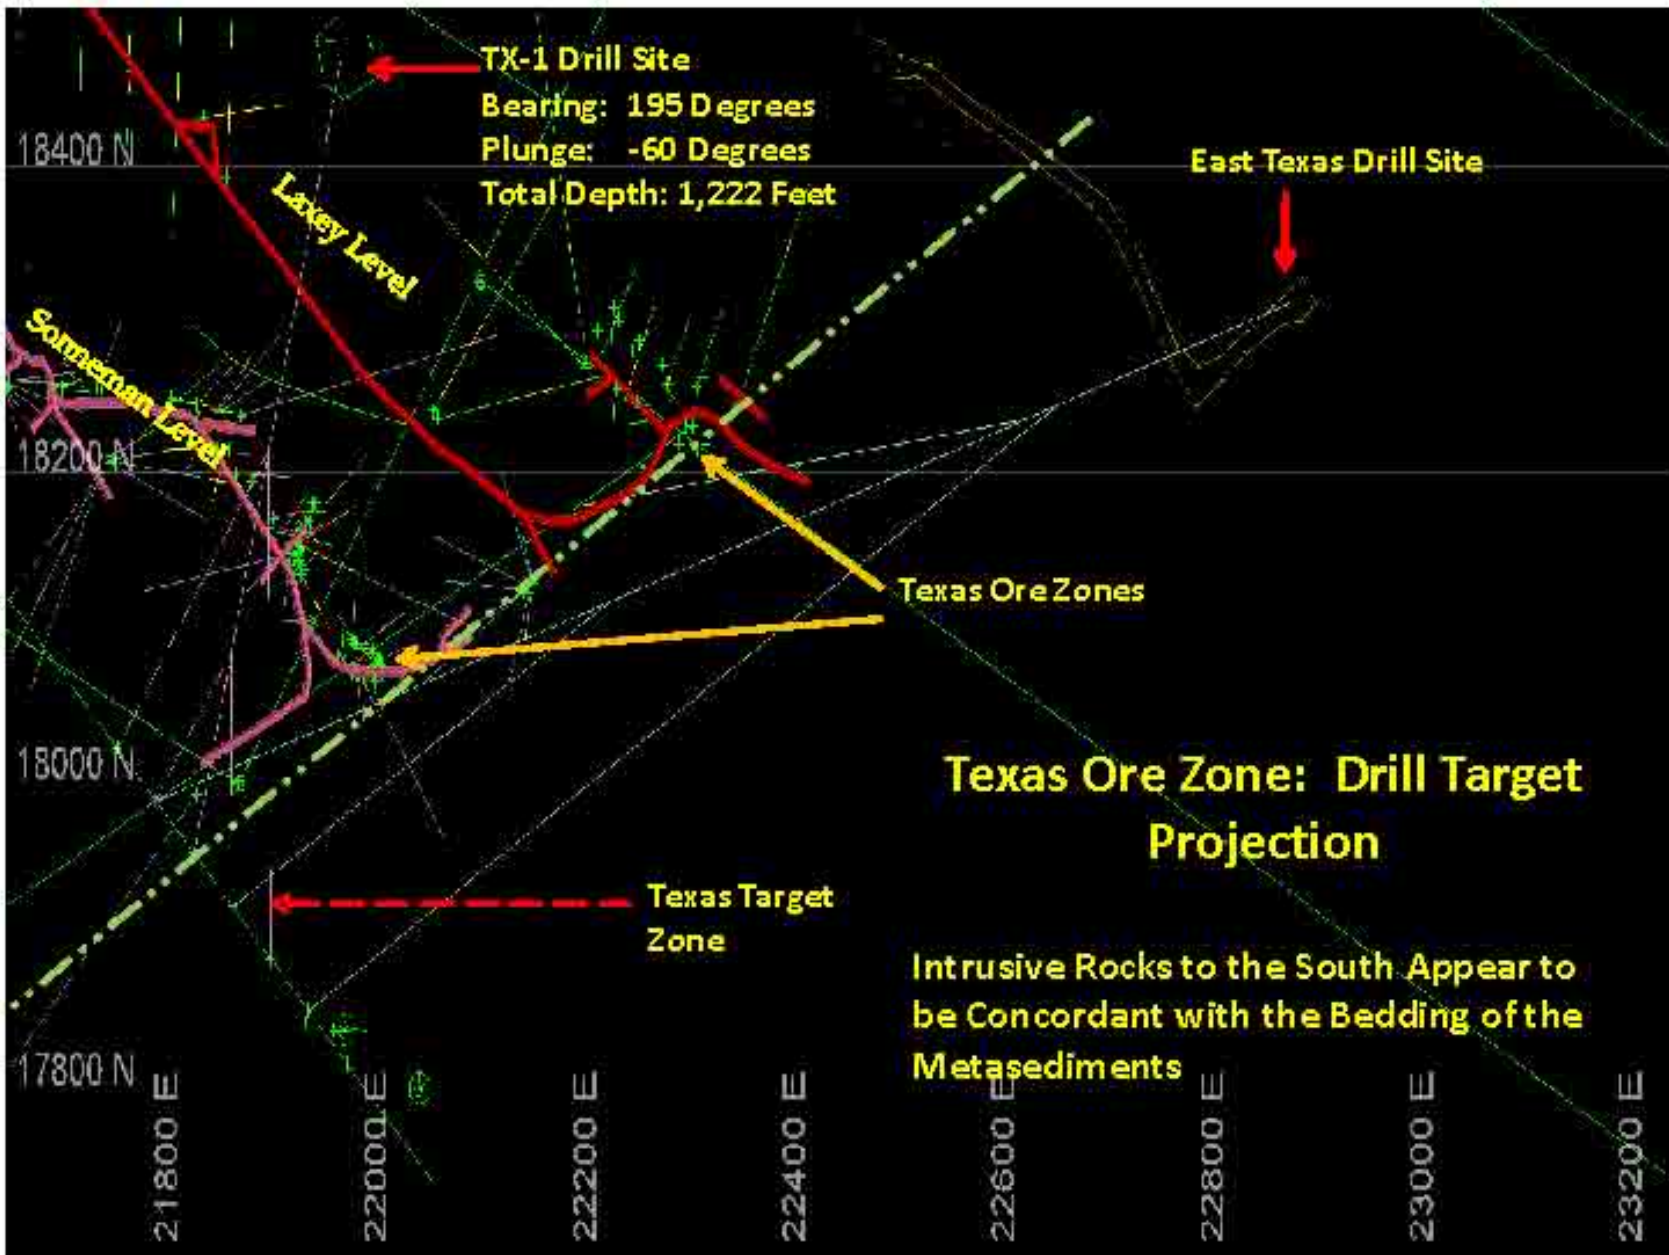 TX-1 Drill Site
Bearing: 195 Degrees
Plunge: -60 Degrees
Total Depth: 1,222 Feet
18400 N
East Texas Drill Site
Laxey Level
Sonneman Level
18200 N
Texas Ore Zones
18000 N
Texas Ore Zone: Drill Target
Projection
Texas Target
Zone
Intrusive Rocks to the South Appear to
be Concordant with the Bedding of the
Metasediments
17800 N
21800 E
22000 E
22200 E
22400 E
22600 E
22800 E
23000 E
23200 E